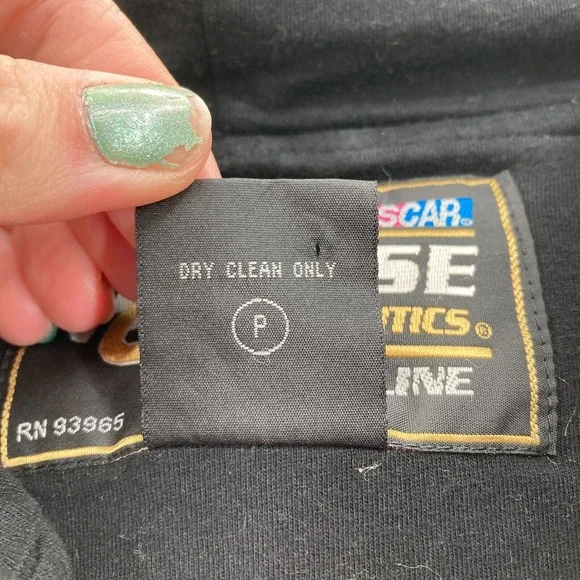 DRY CLEAN ONLY
P
SCAR
SE
TICS®
LINE
RN 93965